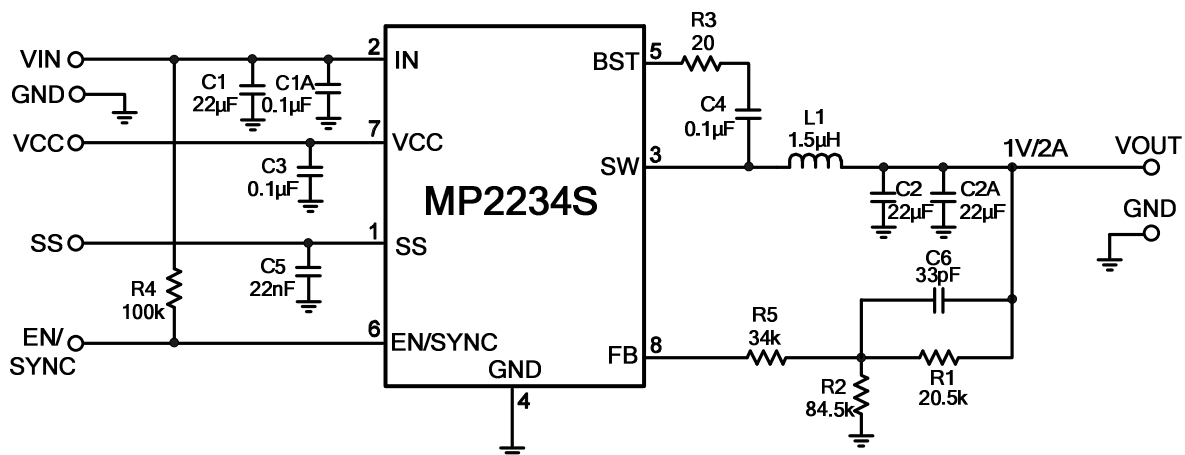 VIN
GND
VCC
SS
EN/
SYNC
R4
100k
C1
22µF
C1A
0.1µF
C3
0.1µF
C5
22nF
2
7
1
6
IN
VCC
SS
EN/SYNC
GND
4
MP2234S
BST
SW
FB
5
3
8
R3
20
C4
0.1µF
L1
1.5µH
C2
22µF
C2A
22µF
1V/2A
VOUT
GND
C6
33pF
R5
34k
R2
84.5k
R1
20.5k